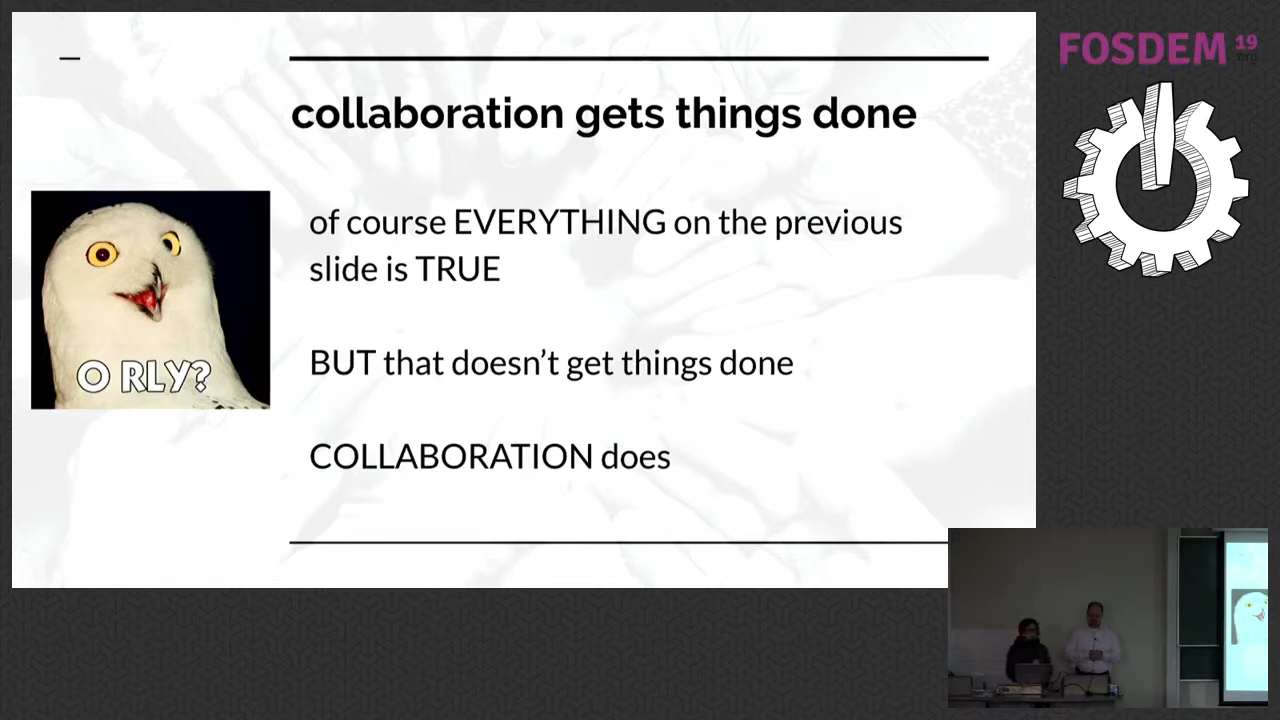 FOSDEM 19
.org
collaboration gets things done
of course EVERYTHING on the previous
slide is TRUE
O RLY?
BUT that doesn't get things done
COLLABORATION does